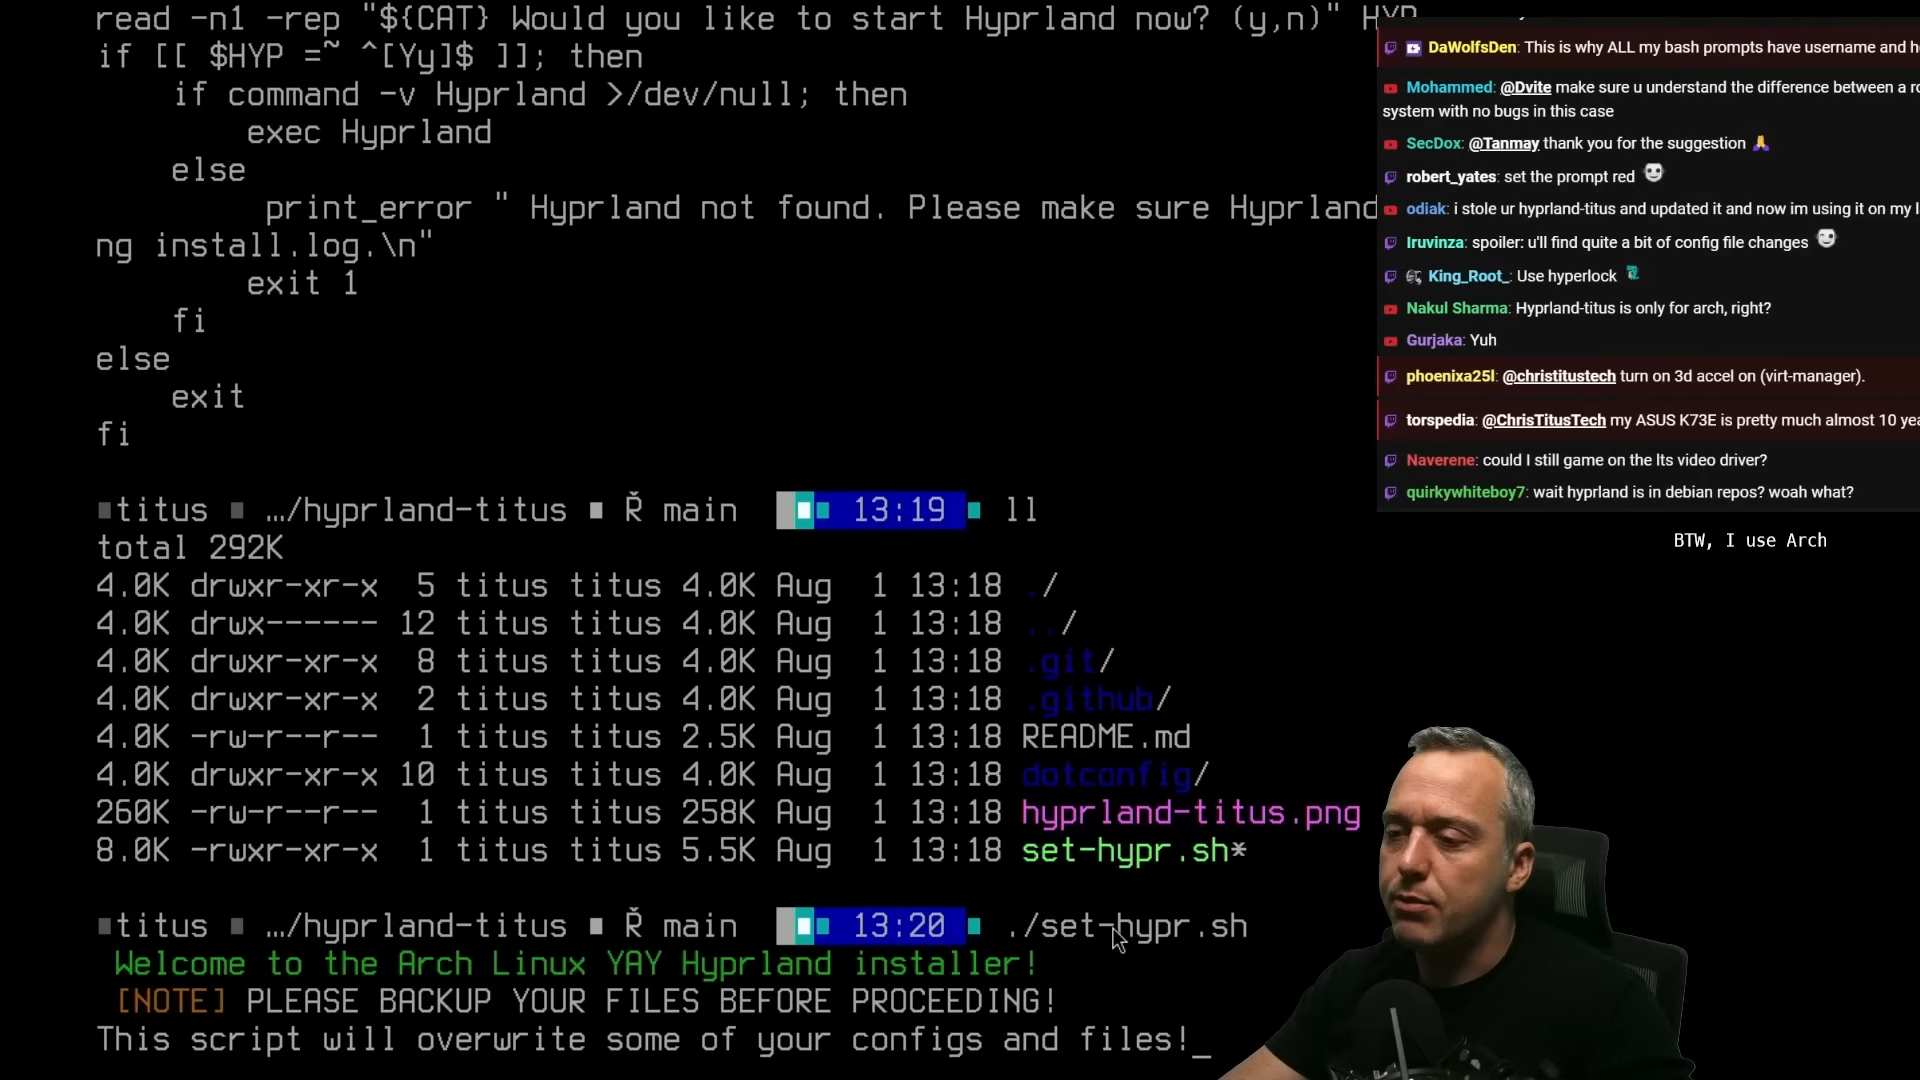 read -n1 -rep "${CAT} Would you like to start Hyprland now? (y,n)" HYP
if [[ $HYP =~ ^[Yy]$ ]]; then
if command -v Hyprland >/dev/null; then
exec Hyprland
else
print_error " Hyprland not found. Please make sure Hyprland
ng install.log.\n"
exit 1
fi
else
exit
fi
titus …/hyprland-titus Ř main 13:19 ll
total 292K
4.0K drwxr-xr-x 5 titus titus 4.0K Aug 1 13:18 ./
4.0K drwx------ 12 titus titus 4.0K Aug 1 13:18 ../
4.0K drwxr-xr-x 8 titus titus 4.0K Aug 1 13:18 .git/
4.0K drwxr-xr-x 2 titus titus 4.0K Aug 1 13:18 .github/
4.0K -rw-r--r-- 1 titus titus 2.5K Aug 1 13:18 README.md
4.0K drwxr-xr-x 10 titus titus 4.0K Aug 1 13:18 dotconfig/
260K -rw-r--r-- 1 titus titus 258K Aug 1 13:18 hyprland-titus.png
8.0K -rwxr-xr-x 1 titus titus 5.5K Aug 1 13:18 set-hypr.sh*
titus …/hyprland-titus Ř main 13:20 ./set-hypr.sh
Welcome to the Arch Linux YAY Hyprland installer!
[NOTE] PLEASE BACKUP YOUR FILES BEFORE PROCEEDING!
This script will overwrite some of your configs and files!_
DaWolfsDen: This is why ALL my bash prompts have username and
Mohammed: @Dvite make sure u understand the difference between a
system with no bugs in this case
SecDox: @Tanmay thank you for the suggestion 🙏
robert_yates: set the prompt red
odiak: i stole ur hyprland-titus and updated it and now im using it on my
Iruvinza: spoiler: u'll find quite a bit of config file changes
King_Root_: Use hyperlock
Nakul Sharma: Hyprland-titus is only for arch, right?
Gurjaka: Yuh
phoenixa25l: @christitustech turn on 3d accel on (virt-manager).
torspedia: @ChrisTitusTech my ASUS K73E is pretty much almost 10
Naverene: could I still game on the lts video driver?
quirkywhiteboy7: wait hyprland is in debian repos? woah what?
BTW, I use Arch